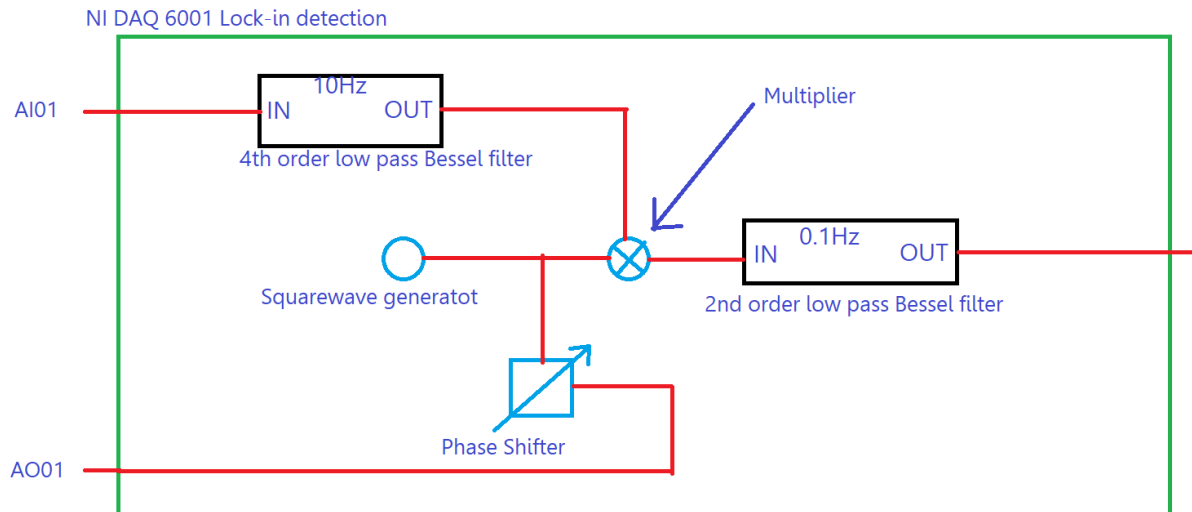 NI DAQ 6001 Lock-in detection
10Hz
AI01
IN
OUT
Multiplier
4th order low pass Bessel filter
0.1Hz
IN
OUT
Squarewave generatot
2nd order low pass Bessel filter
Phase Shifter
AO01